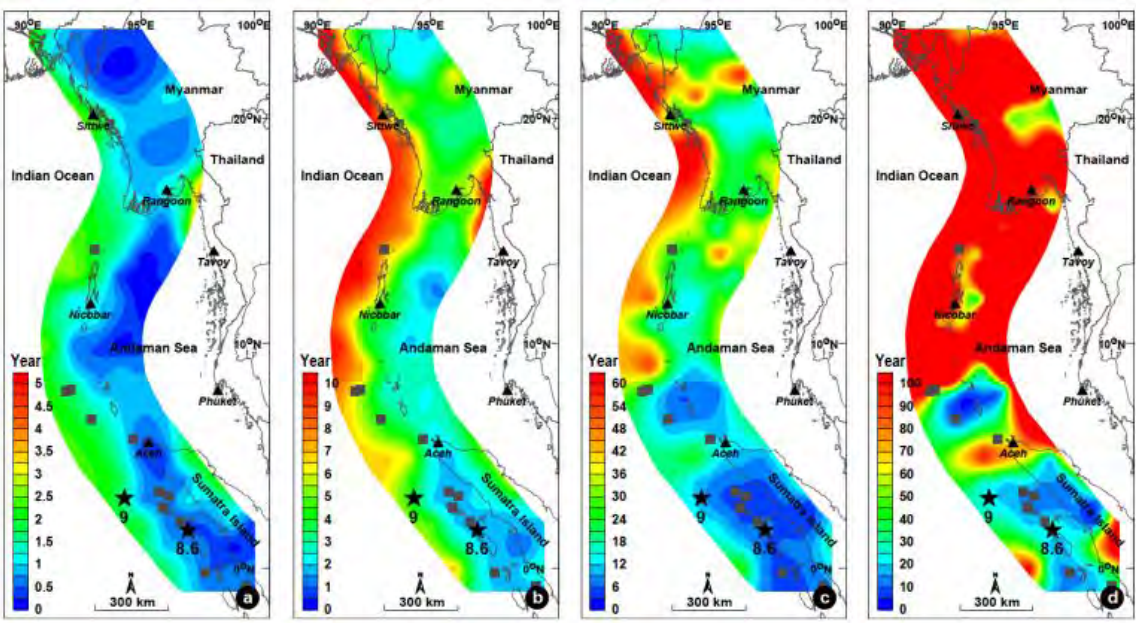 90°E 95°E 100°E
Myanmar
Sittwe
20°N
Thailand
Indian Ocean
Rangoon
Tavoy
Nicobar
10°N
Year
Andaman Sea
5
4.5
Phuket
4
3.5
Aceh
3
2.5
Sumatra Island
9
2
1.5
8.6
1
0°N
0.5
N
0
300 km
a
90°E 95°E 100°E
Myanmar
Sittwe
20°N
Thailand
Indian Ocean
Rangoon
Tavoy
Nicobar
10°N
Year
Andaman Sea
10
9
Phuket
8
7
Aceh
6
5
Sumatra Island
9
4
3
8.6
2
0°N
1
N
0
300 km
b
90°E 95°E 100°E
Myanmar
Sittwe
20°N
Thailand
Indian Ocean
Rangoon
Tavoy
Nicobar
10°N
Year
Andaman Sea
60
54
Phuket
48
42
Aceh
36
30
Sumatra Island
9
24
18
8.6
12
0°N
6
N
0
300 km
c
90°E 95°E 100°E
Myanmar
Sittwe
20°N
Thailand
Indian Ocean
Rangoon
Tavoy
Nicobar
10°N
Year
Andaman Sea
100
90
Phuket
80
70
Aceh
60
50
Sumatra Island
9
40
30
8.6
20
0°N
10
N
0
300 km
d